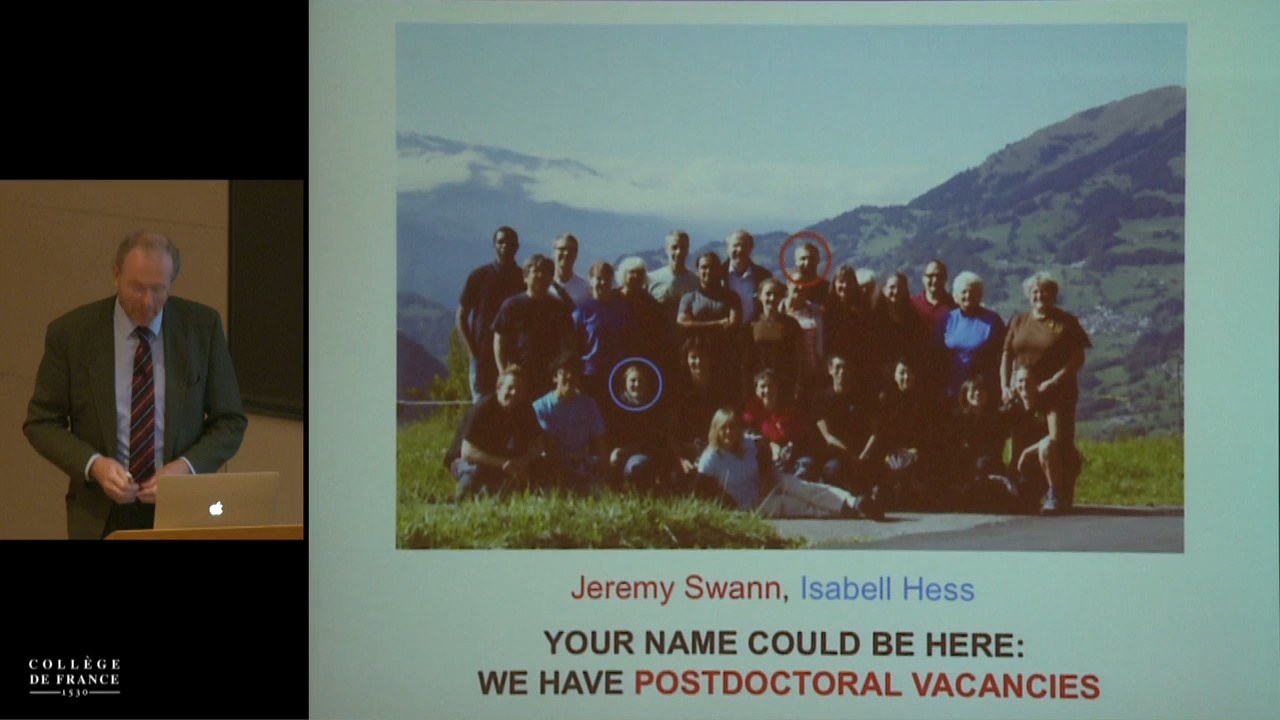 Jeremy Swann, Isabell Hess
YOUR NAME COULD BE HERE:
WE HAVE POSTDOCTORAL VACANCIES
COLLÈGE
DE FRANCE
1530